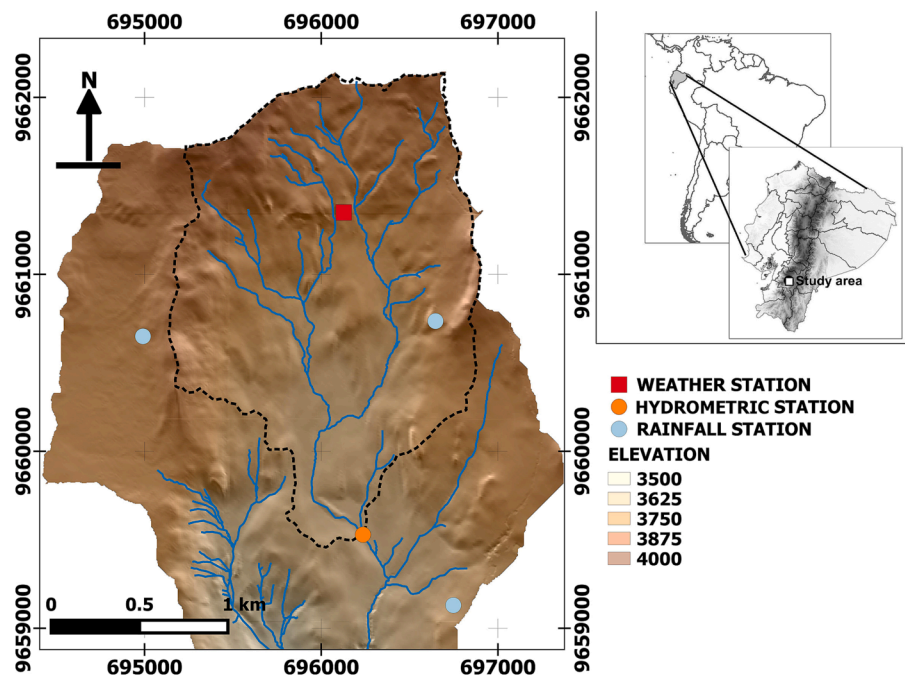 695000 696000 697000
N
9662000 9662000
9661000 9661000
Study area
WEATHER STATION
HYDROMETRIC STATION
RAINFALL STATION
9660000 9660000
ELEVATION
3500
3625
3750
3875
4000
0 0.5 1 km
9659000 9659000
695000 696000 697000